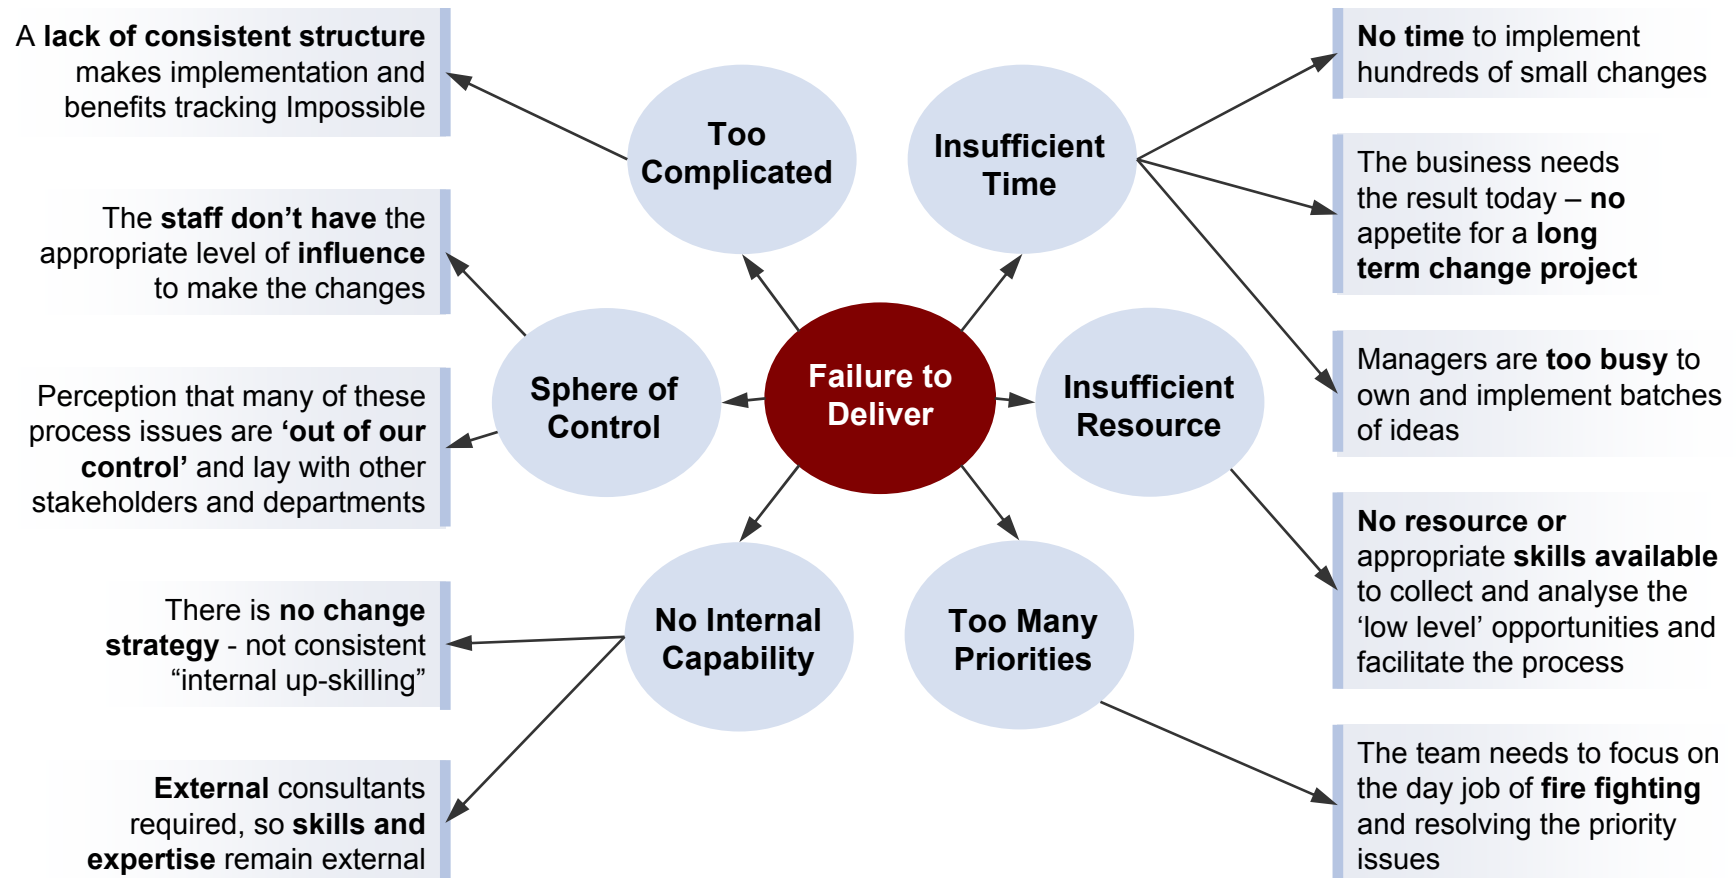 A lack of consistent structure
makes implementation and
benefits tracking Impossible
The staff don’t have the
appropriate level of influence
to make the changes
Perception that many of these
process issues are ‘out of our
control’ and lay with other
stakeholders and departments
There is no change
strategy - not consistent
“internal up-skilling”
External consultants
required, so skills and
expertise remain external
Too
Complicated
Insufficient
Time
Sphere of
Control
Failure to
Deliver
Insufficient
Resource
No Internal
Capability
Too Many
Priorities
No time to implement
hundreds of small changes
The business needs
the result today – no
appetite for a long
term change project
Managers are too busy to
own and implement batches
of ideas
No resource or
appropriate skills available
to collect and analyse the
‘low level’ opportunities and
facilitate the process
The team needs to focus on
the day job of fire fighting
and resolving the priority
issues